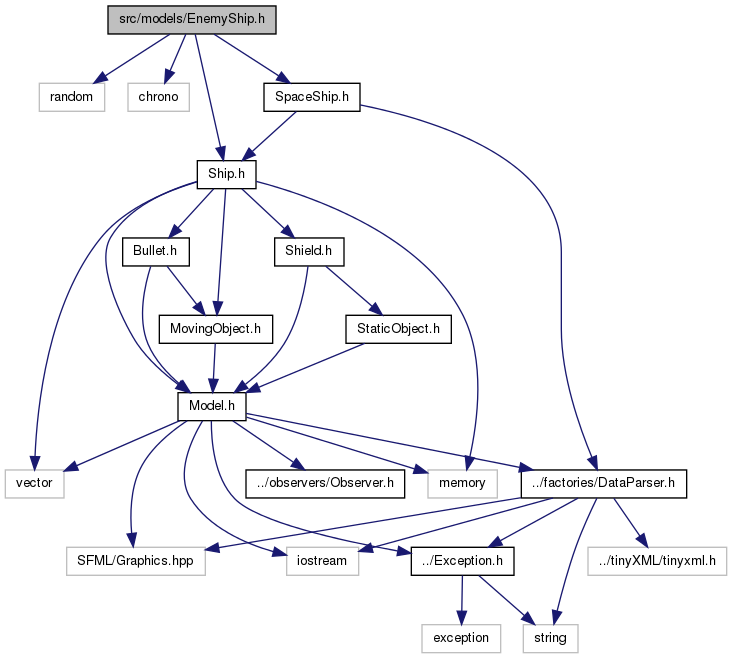 src/models/EnemyShip.h
random
chrono
SpaceShip.h
Ship.h
Bullet.h
Shield.h
MovingObject.h
StaticObject.h
Model.h
vector
../observers/Observer.h
memory
../factories/DataParser.h
SFML/Graphics.hpp
iostream
../Exception.h
../tinyXML/tinyxml.h
exception
string